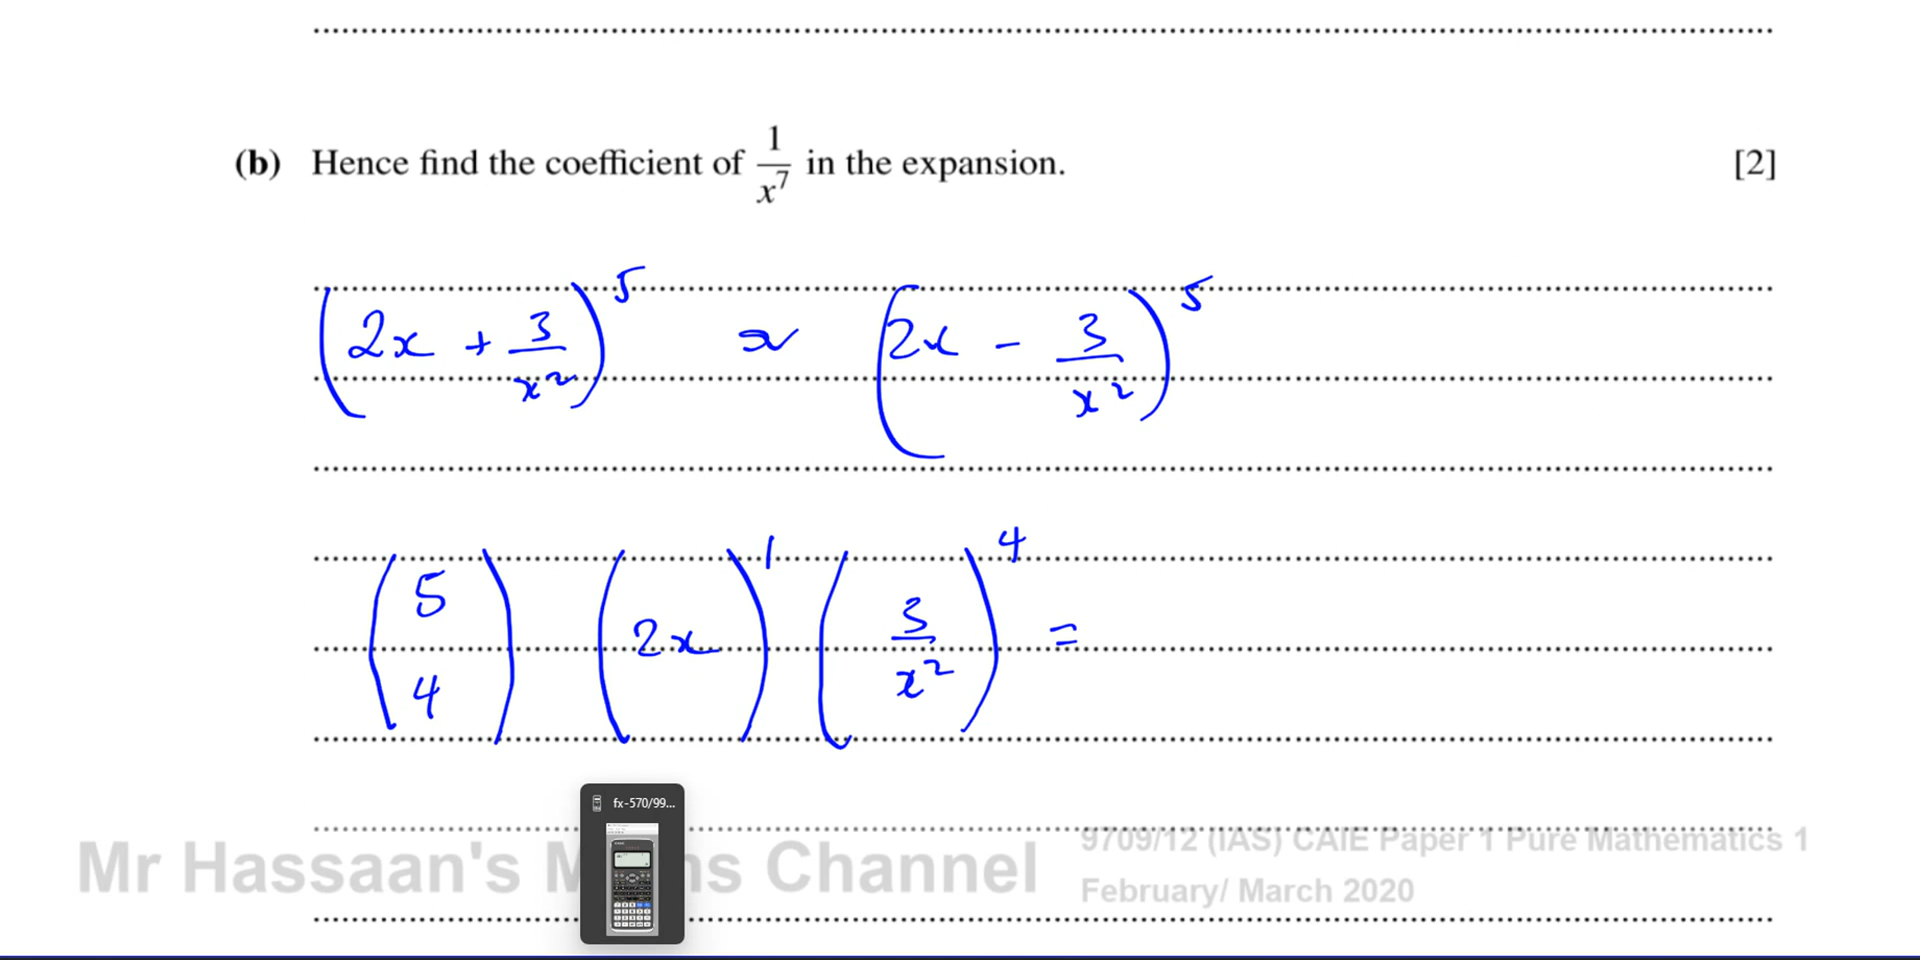 (b) Hence find the coefficient of 1/x⁷ in the expansion. [2]
(2x + 3/x²)⁵ ≈ (2x - 3/x²)⁵
(5 4) (2x)¹ (3/x²)⁴ =
fx-570/99...
Mr Hassaan's M ns Channel
9709/12 (IAS) CAIE Paper 1 Pure Mathematics 1
February/ March 2020